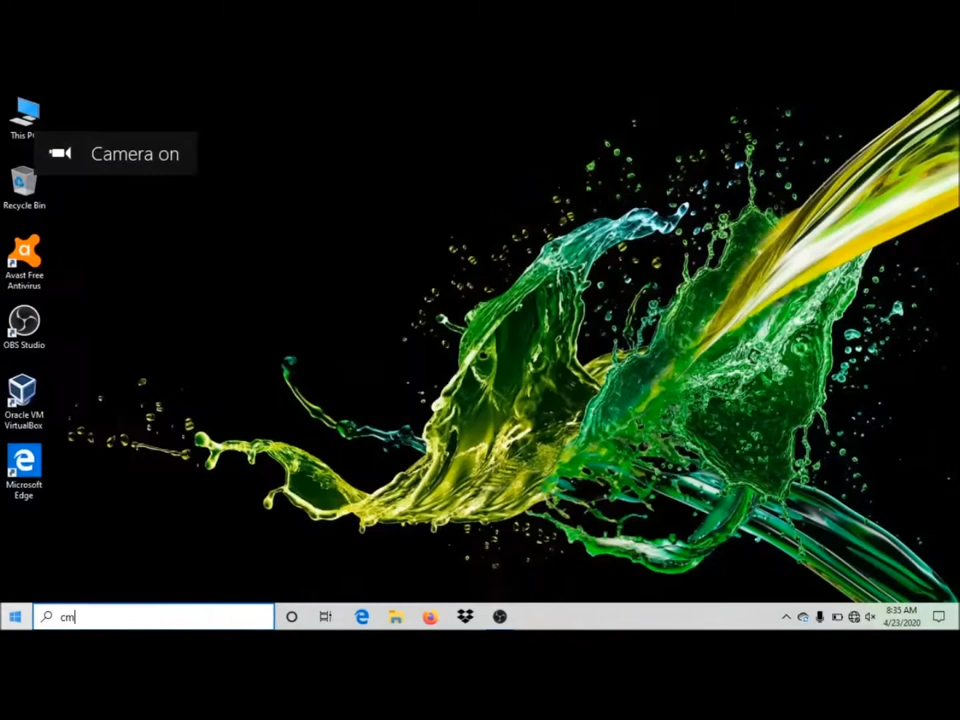 This P
Camera on
Recycle Bin
Avast Free
Antivirus
OBS Studio
Oracle VM
VirtualBox
Microsoft
Edge
cm
8:35 AM
4/23/2020